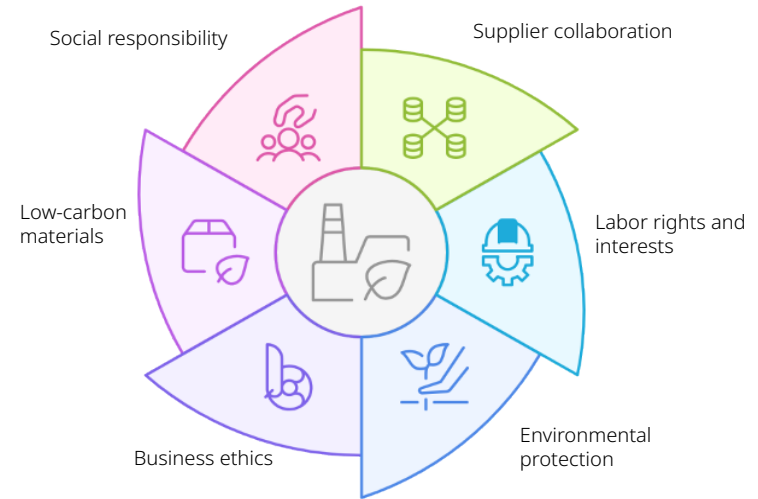 Social responsibility
Supplier collaboration
Low-carbon
materials
Labor rights and
interests
Business ethics
Environmental
protection